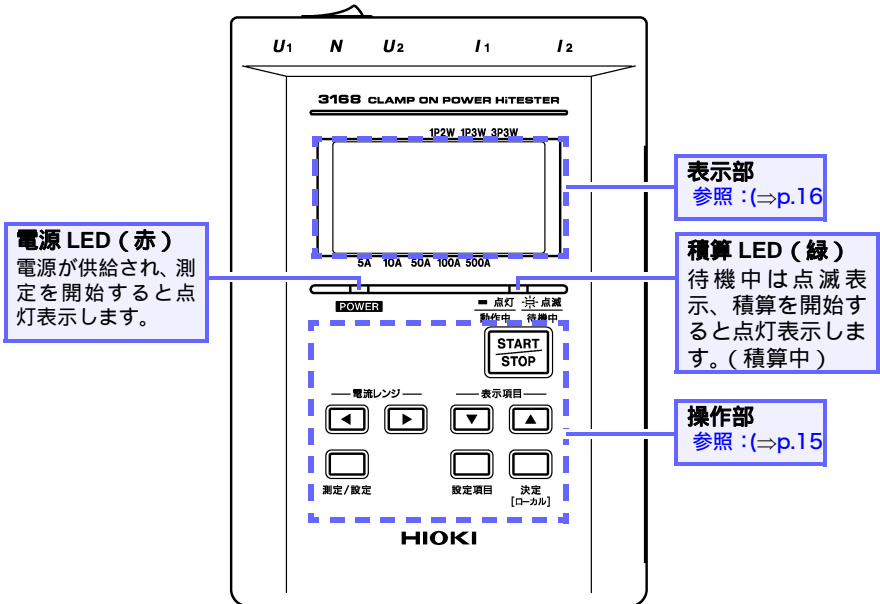 U1 N U2 I1 I2
3168 CLAMP ON POWER HiTESTER
1P2W 1P3W 3P3W
表示部
参照：(⇒p.16
電源 LED（赤）
電源が供給され、測
定を開始すると点
灯表示します。
積算 LED（緑）
待機中は点滅表
示、積算を開始す
ると点灯表示しま
す。（積算中）
5A 10A 50A 100A 500A
POWER
点灯 点滅
動作中 待機中
START
STOP
電流レンジ 表示項目
測定/設定 設定項目 決定
[ローカル]
操作部
参照：(⇒p.15
HIOKI